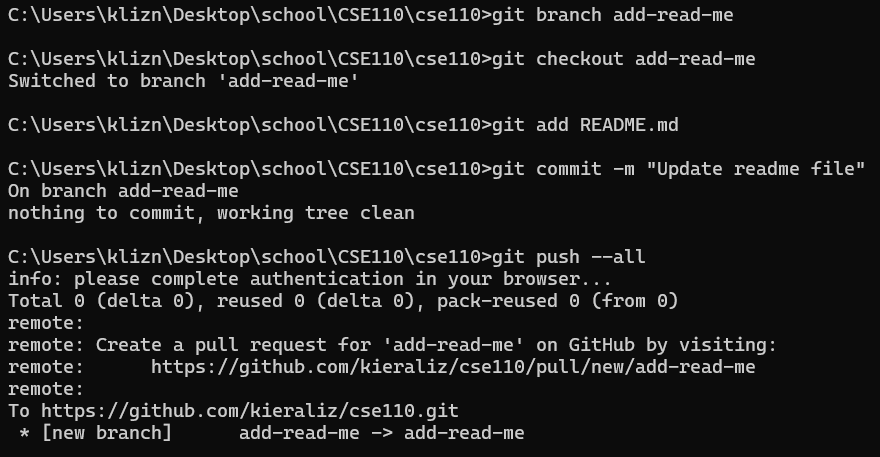 C:\Users\klizn\Desktop\school\CSE110\cse110>git branch add-read-me
C:\Users\klizn\Desktop\school\CSE110\cse110>git checkout add-read-me
Switched to branch 'add-read-me'
C:\Users\klizn\Desktop\school\CSE110\cse110>git add README.md
C:\Users\klizn\Desktop\school\CSE110\cse110>git commit -m "Update readme file"
On branch add-read-me
nothing to commit, working tree clean
C:\Users\klizn\Desktop\school\CSE110\cse110>git push --all
info: please complete authentication in your browser...
Total 0 (delta 0), reused 0 (delta 0), pack-reused 0 (from 0)
remote:
remote: Create a pull request for 'add-read-me' on GitHub by visiting:
remote:      https://github.com/kieraliz/cse110/pull/new/add-read-me
remote:
To https://github.com/kieraliz/cse110.git
 * [new branch]      add-read-me -> add-read-me